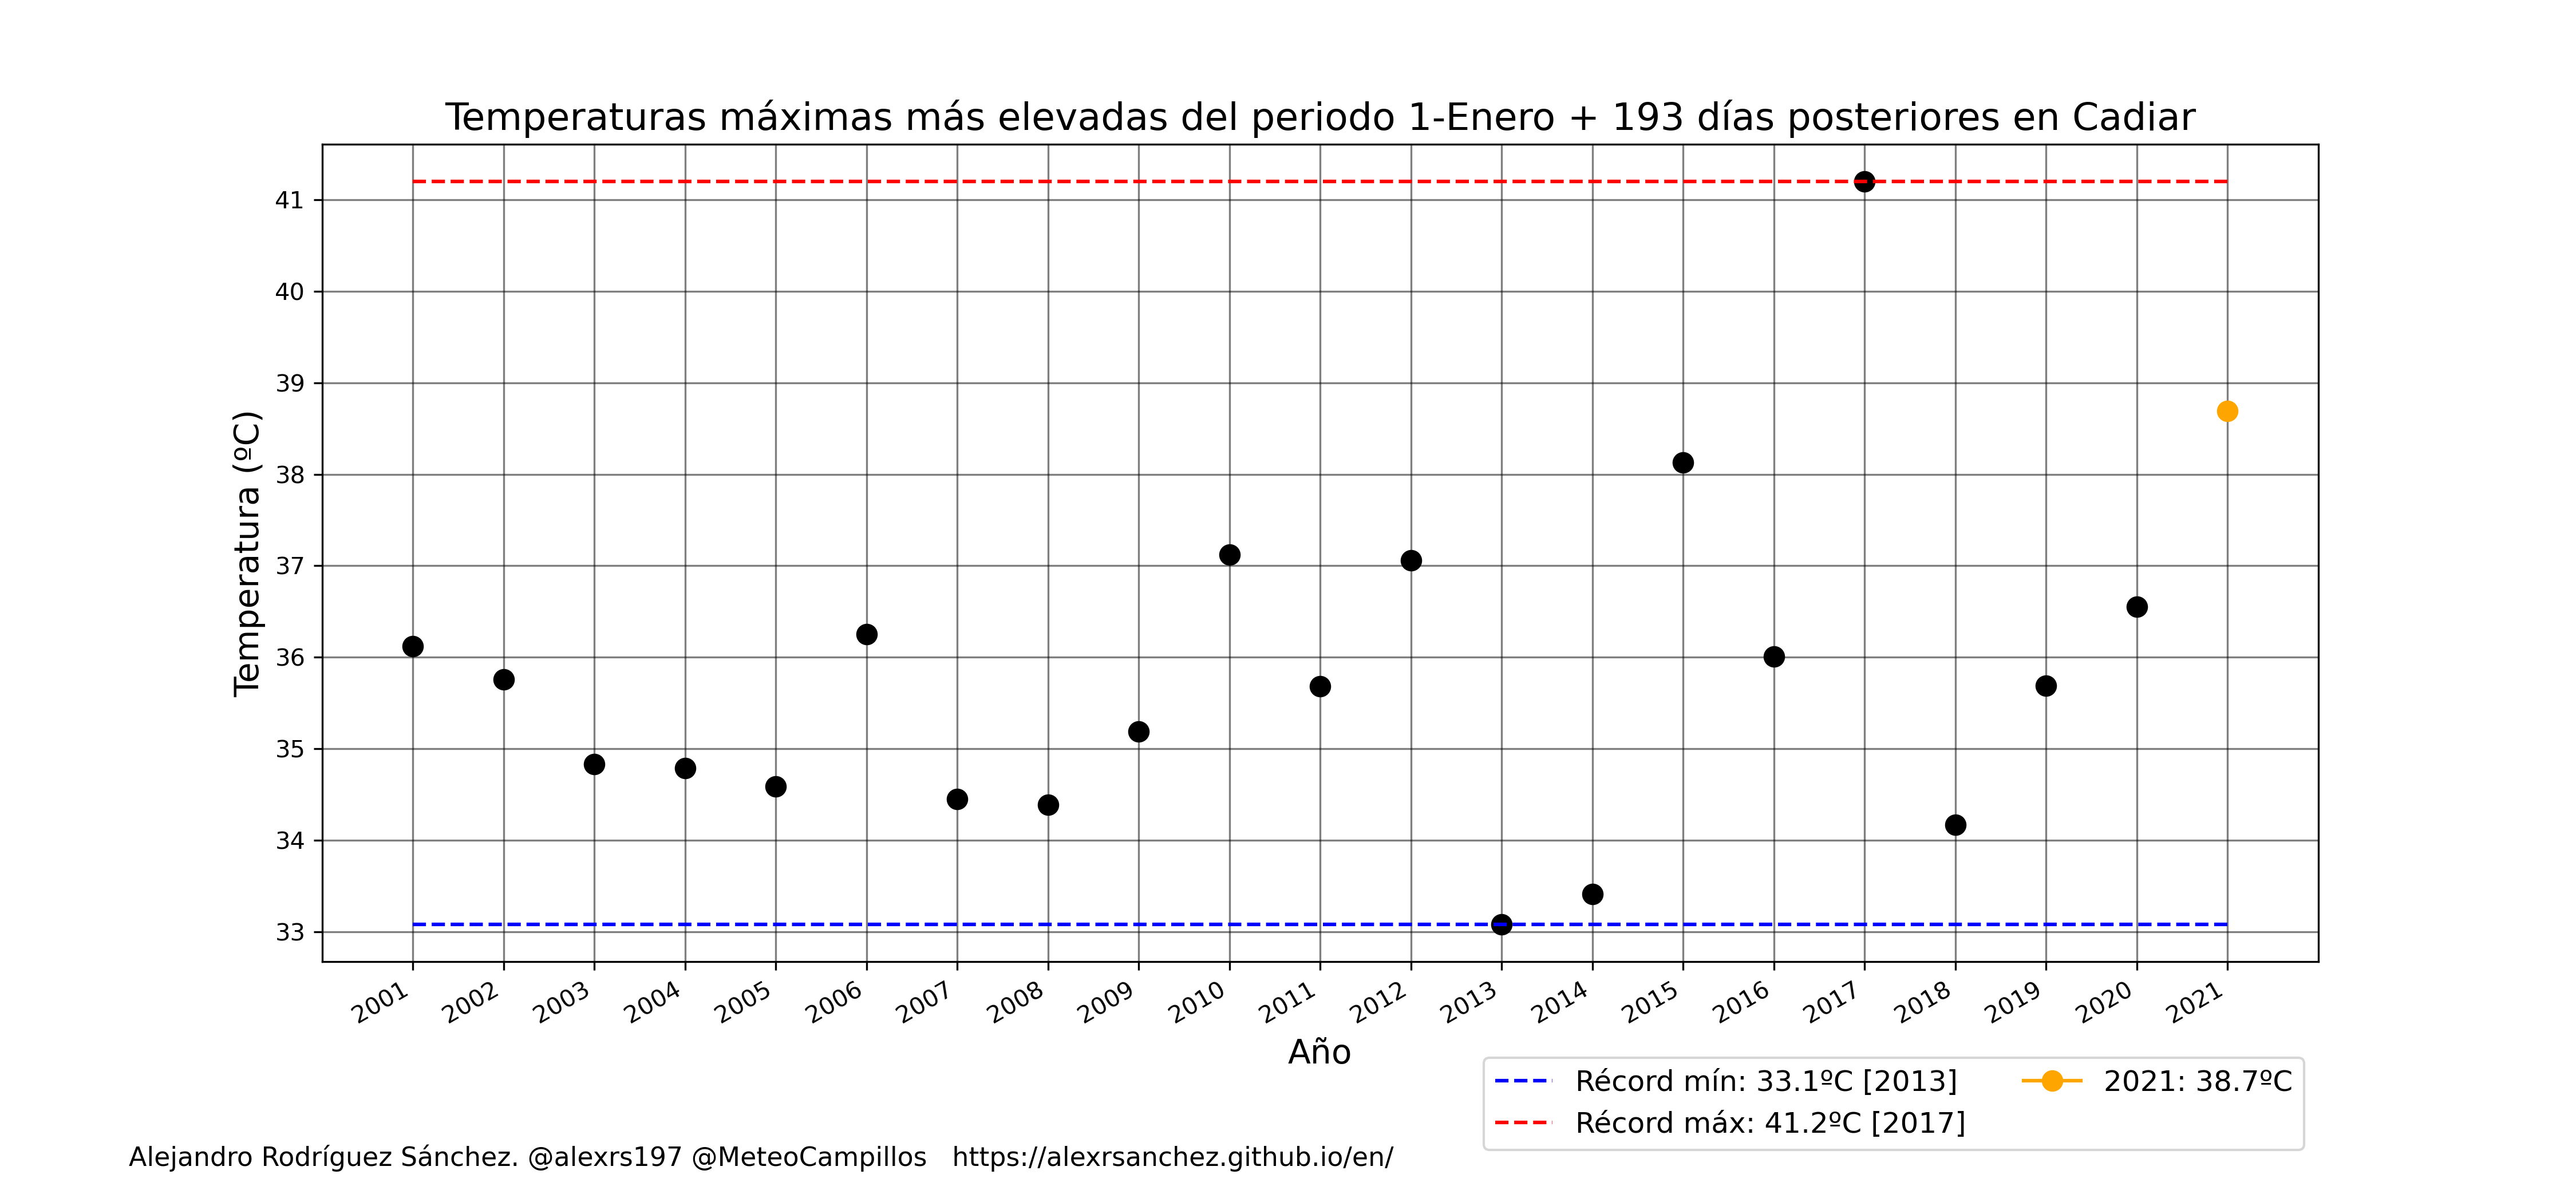 Temperaturas máximas más elevadas del periodo 1-Enero + 193 días posteriores en Cadiar
Temperatura (ºC)
41
40
39
38
37
36
35
34
33
2001 2002 2003 2004 2005 2006 2007 2008 2009 2010 2011 2012 2013 2014 2015 2016 2017 2018 2019 2020 2021
Año
Récord mín: 33.1ºC [2013]
Récord máx: 41.2ºC [2017]
2021: 38.7ºC
Alejandro Rodríguez Sánchez. @alexrs197 @MeteoCampillos https://alexrsanchez.github.io/en/